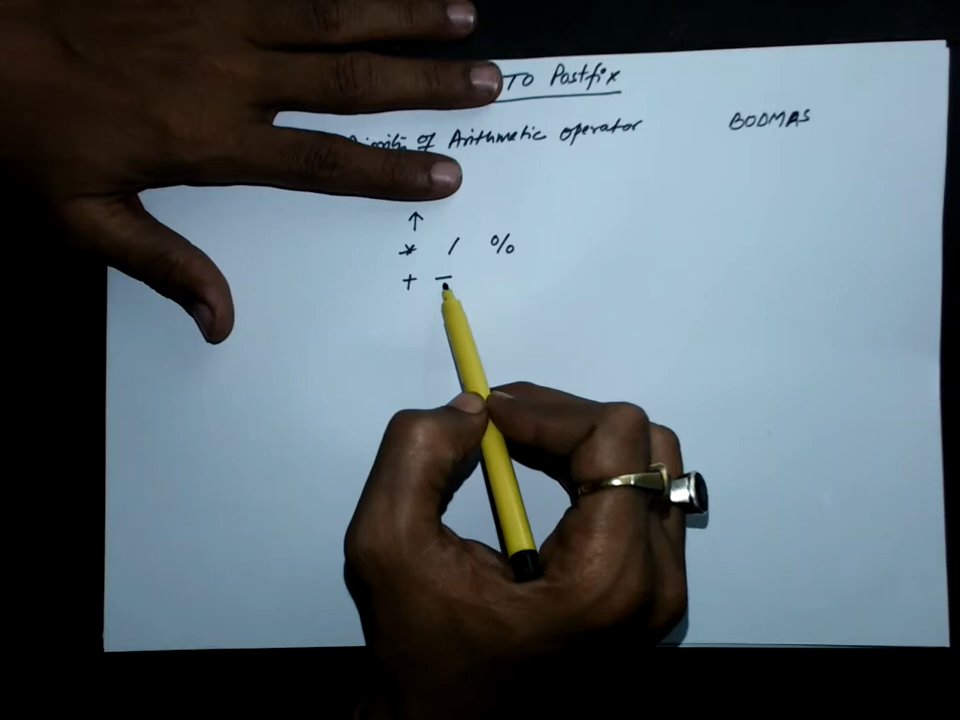 TO Postfix
of Arithmetic operator BODMAS
↑
* / %
+ −